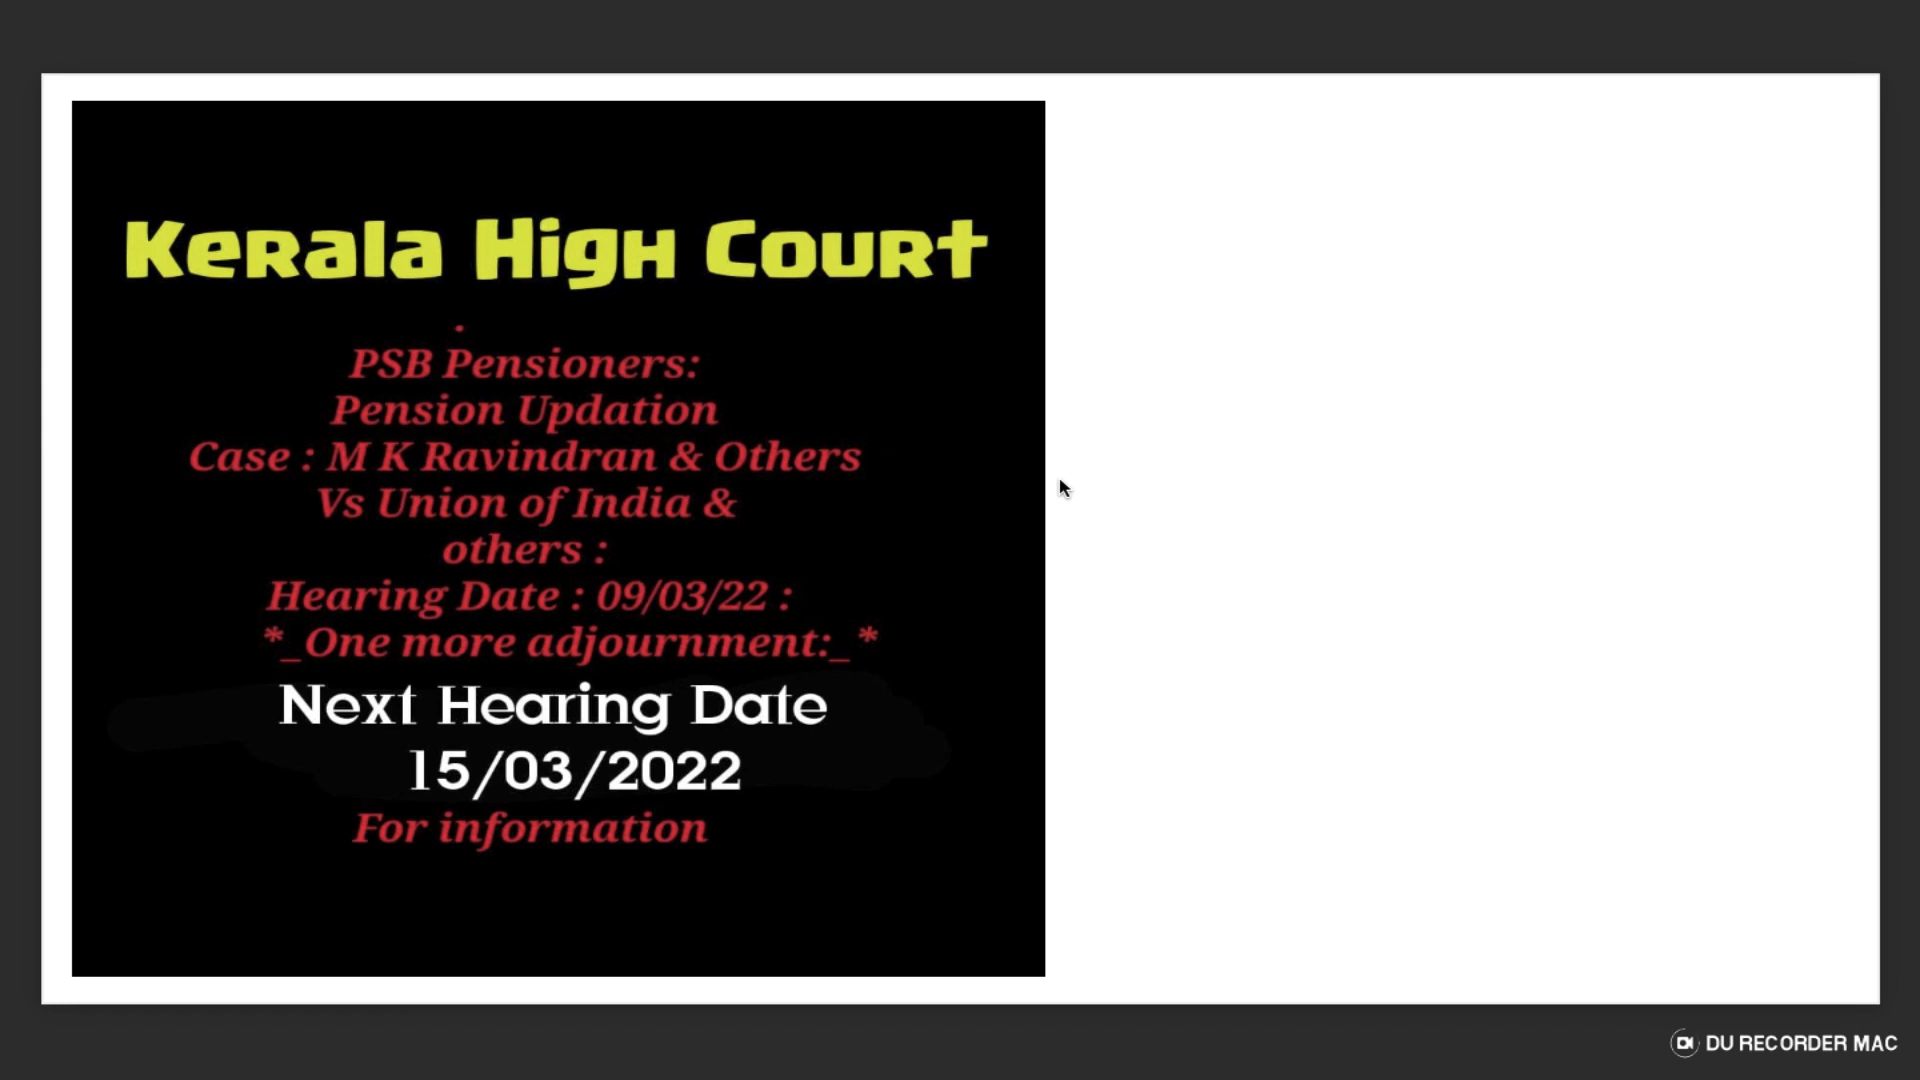 Kerala High Court
.
PSB Pensioners:
Pension Updation
Case : M K Ravindran & Others
Vs Union of India &
others :
Hearing Date : 09/03/22 :
*_One more adjournment:_*
Next Hearing Date
15/03/2022
For information
DU RECORDER MAC